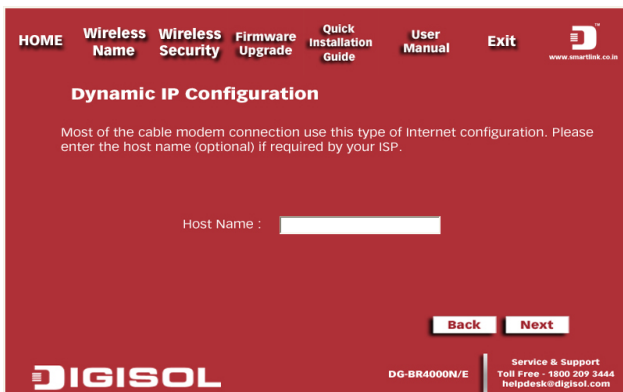 HOME
Wireless Name
Wireless Security
Firmware Upgrade
Quick Installation Guide
User Manual
Exit
www.smartlink.co.in
Dynamic IP Configuration
Most of the cable modem connection use this type of Internet configuration. Please
enter the host name (optional) if required by your ISP.
Host Name :
Back
Next
DIGISOL
DG-BR4000N/E
Service & Support
Toll Free - 1800 209 3444
helpdesk@digisol.com